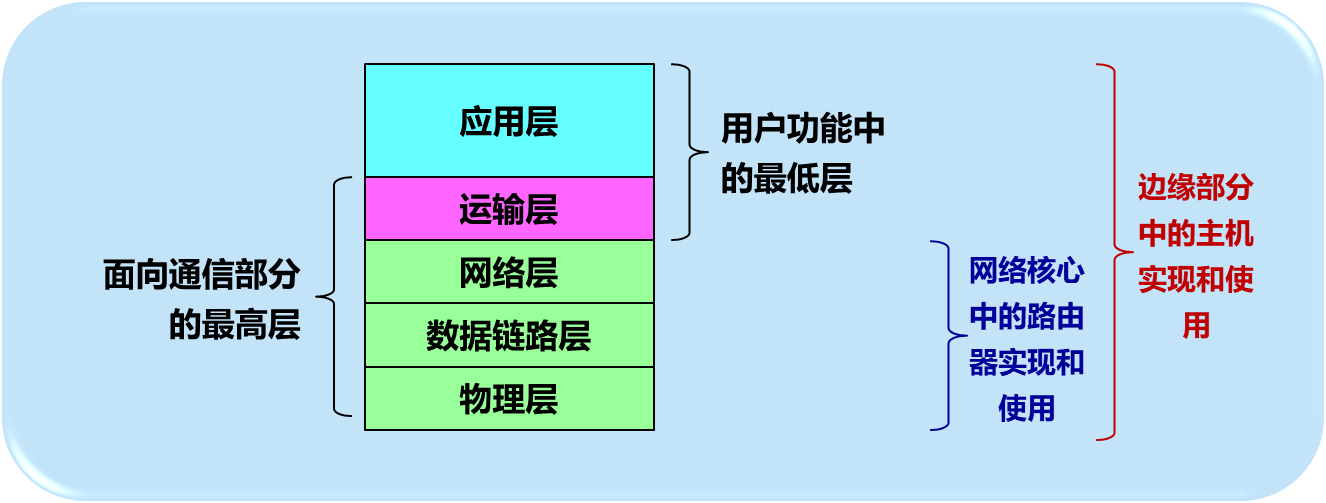 应用层
运输层
网络层
数据链路层
物理层
面向通信部分
的最高层
用户功能中
的最低层
网络核心
中的路由
器实现和
使用
边缘部分
中的主机
实现和使
用